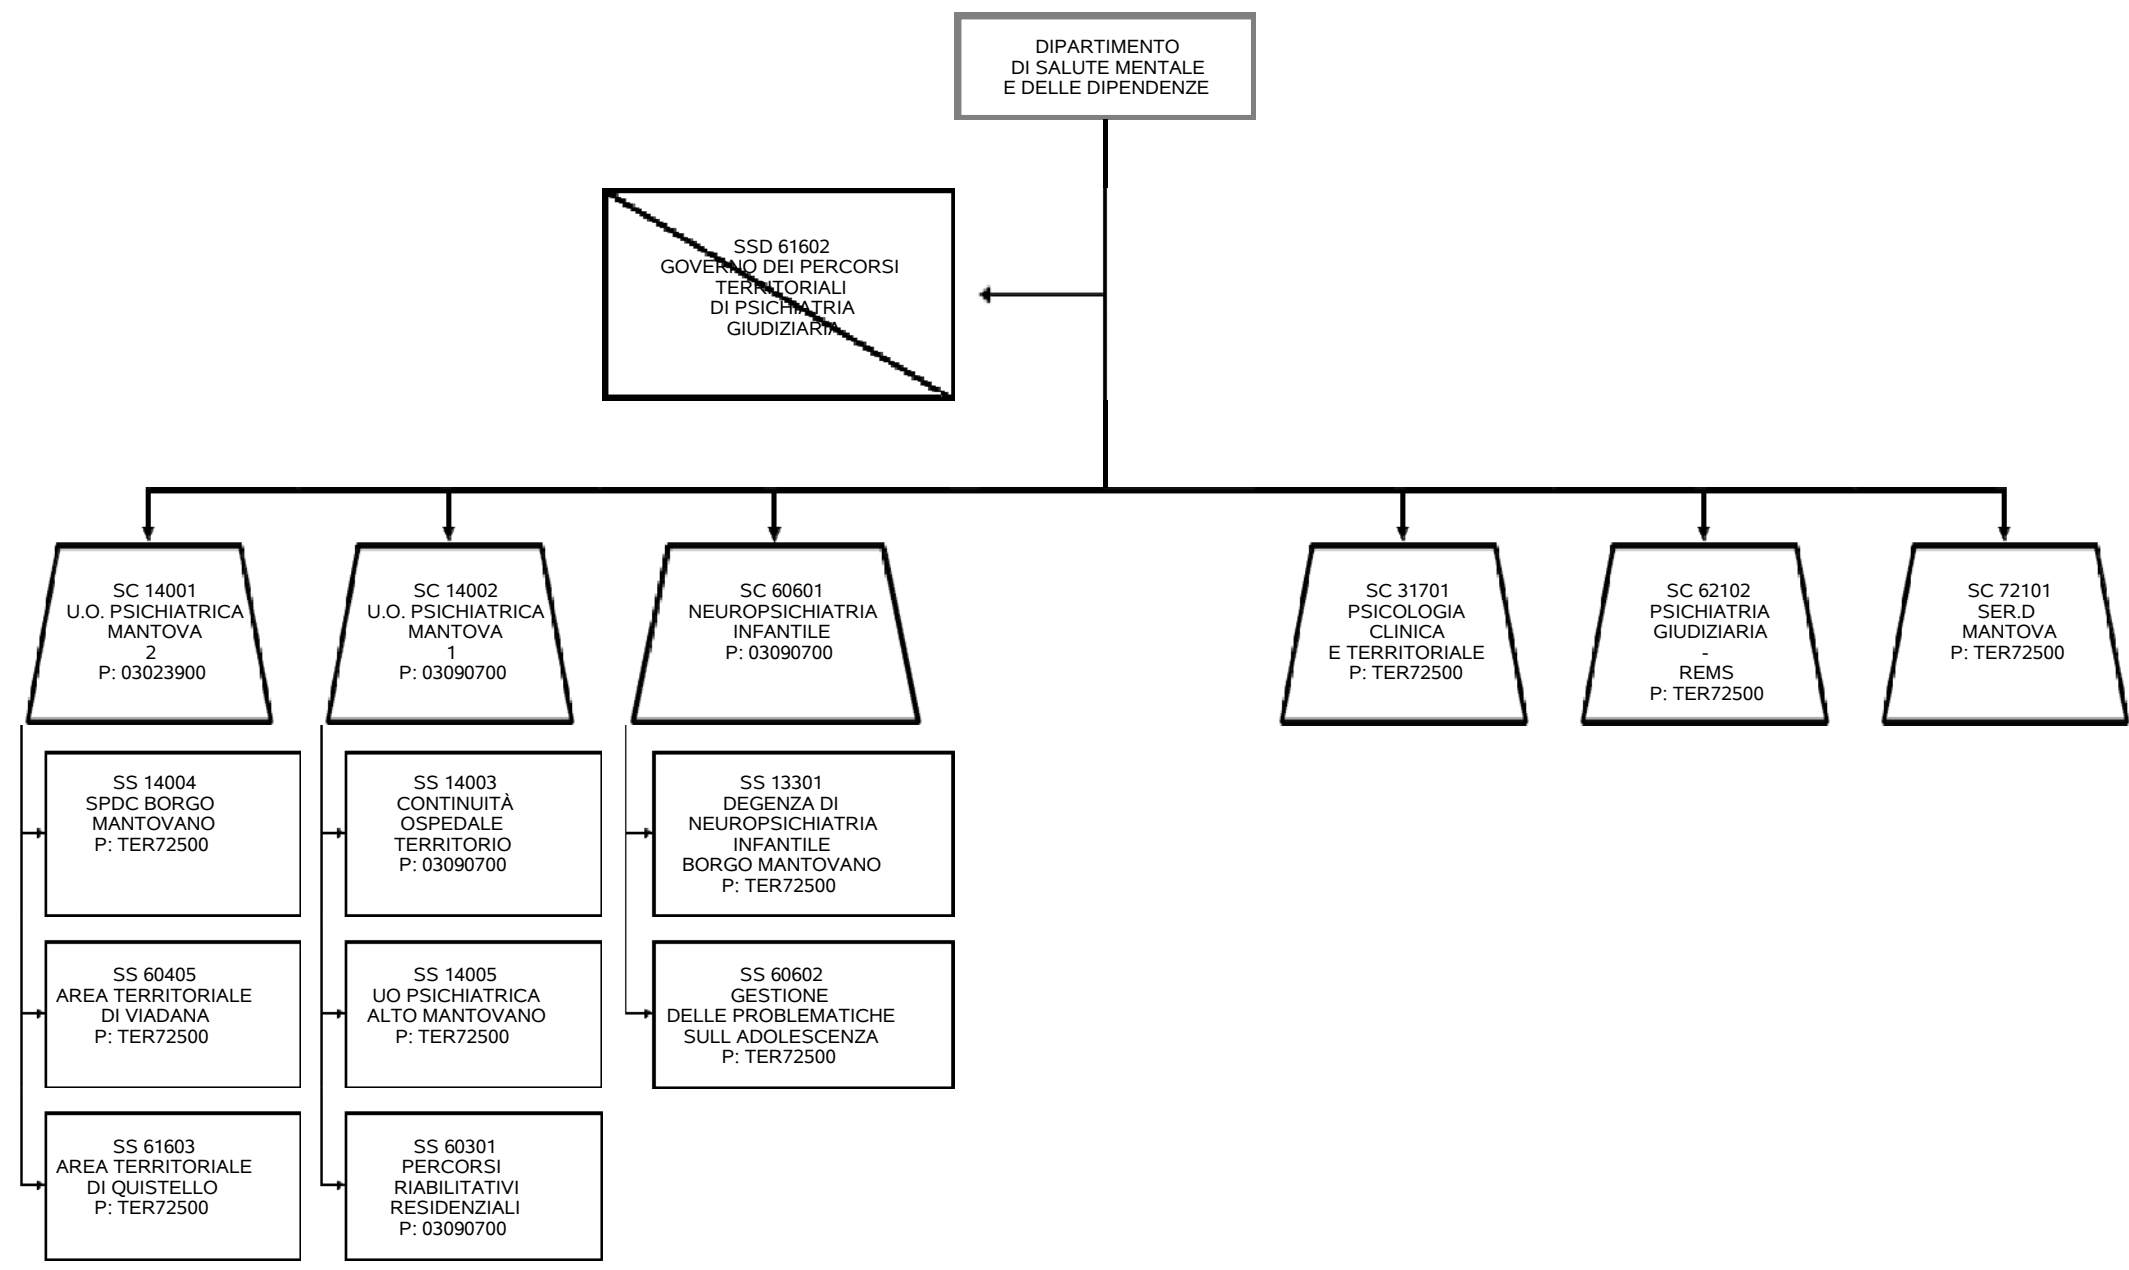 DIPARTIMENTO
DI SALUTE MENTALE
E DELLE DIPENDENZE
SSD 61602
GOVERNO DEI PERCORSI
TERRITORIALI
DI PSICHIATRIA
GIUDIZIARIA
SC 14001
U.O. PSICHIATRICA
MANTOVA
2
P: 03023900
SC 14002
U.O. PSICHIATRICA
MANTOVA
1
P: 03090700
SC 60601
NEUROPSICHIATRIA
INFANTILE
P: 03090700
SC 31701
PSICOLOGIA
CLINICA
E TERRITORIALE
P: TER72500
SC 62102
PSICHIATRIA
GIUDIZIARIA
-
REMS
P: TER72500
SC 72101
SER.D
MANTOVA
P: TER72500
SS 14004
SPDC BORGO
MANTOVANO
P: TER72500
SS 14003
CONTINUITÀ
OSPEDALE
TERRITORIO
P: 03090700
SS 13301
DEGENZA DI
NEUROPSICHIATRIA
INFANTILE
BORGO MANTOVANO
P: TER72500
SS 60405
AREA TERRITORIALE
DI VIADANA
P: TER72500
SS 14005
UO PSICHIATRICA
ALTO MANTOVANO
P: TER72500
SS 60602
GESTIONE
DELLE PROBLEMATICHE
SULL ADOLESCENZA
P: TER72500
SS 61603
AREA TERRITORIALE
DI QUISTELLO
P: TER72500
SS 60301
PERCORSI
RIABILITATIVI
RESIDENZIALI
P: 03090700